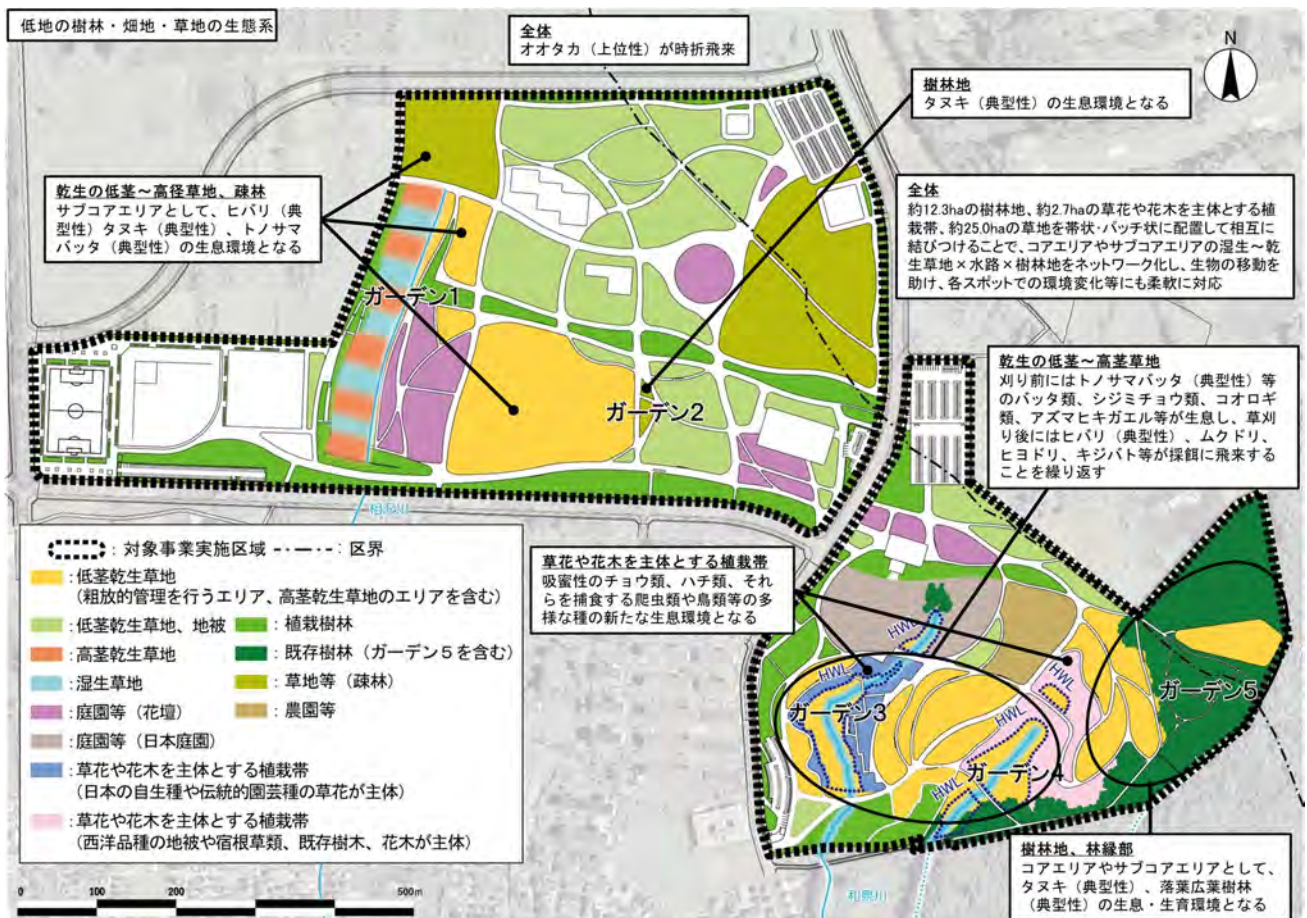 低地の樹林・畑地・草地の生態系
全体
オオタカ（上位性）が時折飛来
N
樹林地
タヌキ（典型性）の生息環境となる
乾生の低茎～高径草地、疎林
サブコアエリアとして、ヒバリ（典
型性）タヌキ（典型性）、トノサマ
バッタ（典型性）の生息環境となる
全体
約12.3haの樹林地、約2.7haの草花や花木を主体とする植
栽帯、約25.0haの草地を帯状・パッチ状に配置して相互に
結びつけることで、コアエリアやサブコアエリアの湿生～乾
生草地×水路×樹林地をネットワーク化し、生物の移動を
助け、各スポットでの環境変化等にも柔軟に対応
ガーデン1
ガーデン2
乾生の低茎～高茎草地
刈り前にはトノサマバッタ（典型性）等
のバッタ類、シジミチョウ類、コオロギ
類、アズマヒキガエル等が生息し、草刈
り後にはヒバリ（典型性）、ムクドリ、
ヒヨドリ、キジバト等が採餌に飛来する
ことを繰り返す
相沢川
草花や花木を主体とする植栽帯
吸蜜性のチョウ類、ハチ類、それ
らを捕食する爬虫類や鳥類等の多
様な種の新たな生息環境となる
HWL
HWL
HWL
HWL
HWL
ガーデン3
ガーデン4
ガーデン5
：対象事業実施区域
：区界
：低茎乾生草地
（粗放的管理を行うエリア、高茎乾生草地のエリアを含む）
：低茎乾生草地、地被
：植栽樹林
：高茎乾生草地
：既存樹林（ガーデン５を含む）
：湿生草地
：草地等（疎林）
：庭園等（花壇）
：農園等
：庭園等（日本庭園）
：草花や花木を主体とする植栽帯
（日本の自生種や伝統的園芸種の草花が主体）
：草花や花木を主体とする植栽帯
（西洋品種の地被や宿根草類、既存樹木、花木が主体）
0 100 200 500m
和泉川
樹林地、林縁部
コアエリアやサブコアエリアとして、
タヌキ（典型性）、落葉広葉樹林
（典型性）の生息・生育環境となる